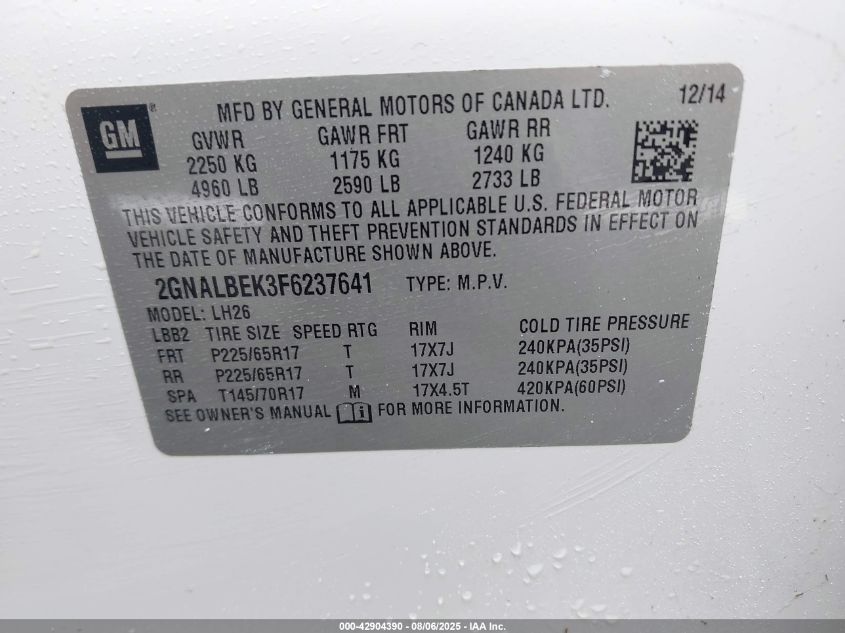 MFD BY GENERAL MOTORS OF CANADA LTD. 12/14
GM®
GVWR GAWR FRT GAWR RR
2250 KG 1175 KG 1240 KG
4960 LB 2590 LB 2733 LB
THIS VEHICLE CONFORMS TO ALL APPLICABLE U.S. FEDERAL MOTOR
VEHICLE SAFETY AND THEFT PREVENTION STANDARDS IN EFFECT ON
THE DATE OF MANUFACTURE SHOWN ABOVE.
2GNALBEK3F6237641 TYPE: M.P.V.
MODEL: LH26
LBB2 TIRE SIZE SPEED RTG RIM COLD TIRE PRESSURE
FRT P225/65R17 T 17X7J 240KPA(35PSI)
RR P225/65R17 T 17X7J 240KPA(35PSI)
SPA T145/70R17 M 17X4.5T 420KPA(60PSI)
SEE OWNER'S MANUAL FOR MORE INFORMATION.
000-42904390 - 08/06/2025 - IAA Inc.